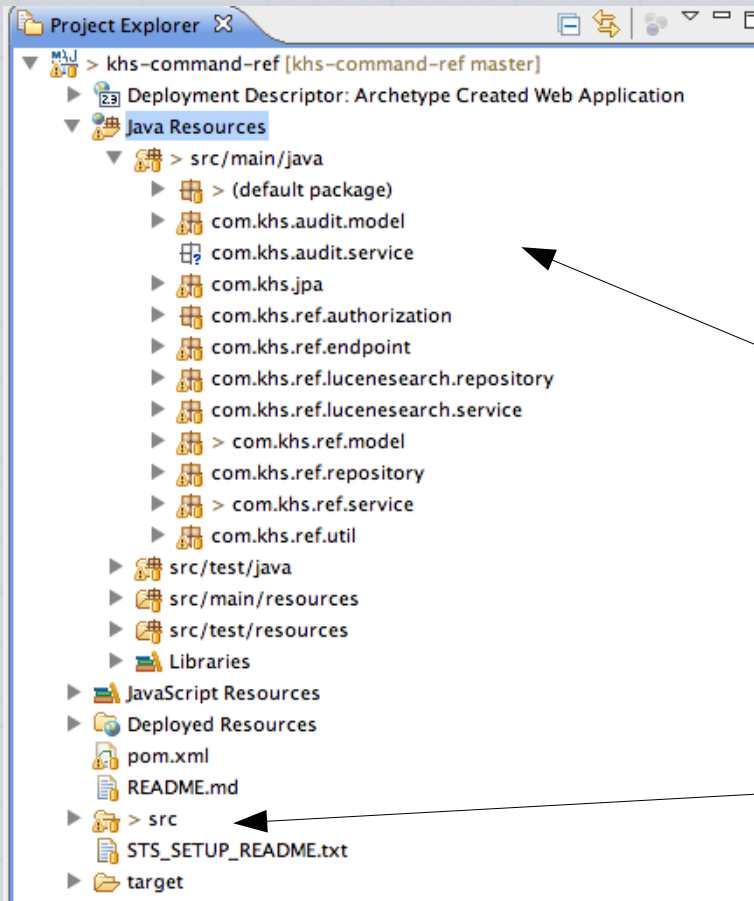 Project Explorer
> khs-command-ref [khs-command-ref master]
2.3 Deployment Descriptor: Archetype Created Web Application
Java Resources
> src/main/java
> (default package)
com.khs.audit.model
com.khs.audit.service
com.khs.jpa
com.khs.ref.authorization
com.khs.ref.endpoint
com.khs.ref.lucenesearch.repository
com.khs.ref.lucenesearch.service
> com.khs.ref.model
com.khs.ref.repository
> com.khs.ref.service
com.khs.ref.util
src/test/java
src/main/resources
src/test/resources
Libraries
JavaScript Resources
Deployed Resources
pom.xml
README.md
> src
STS_SETUP_README.txt
target